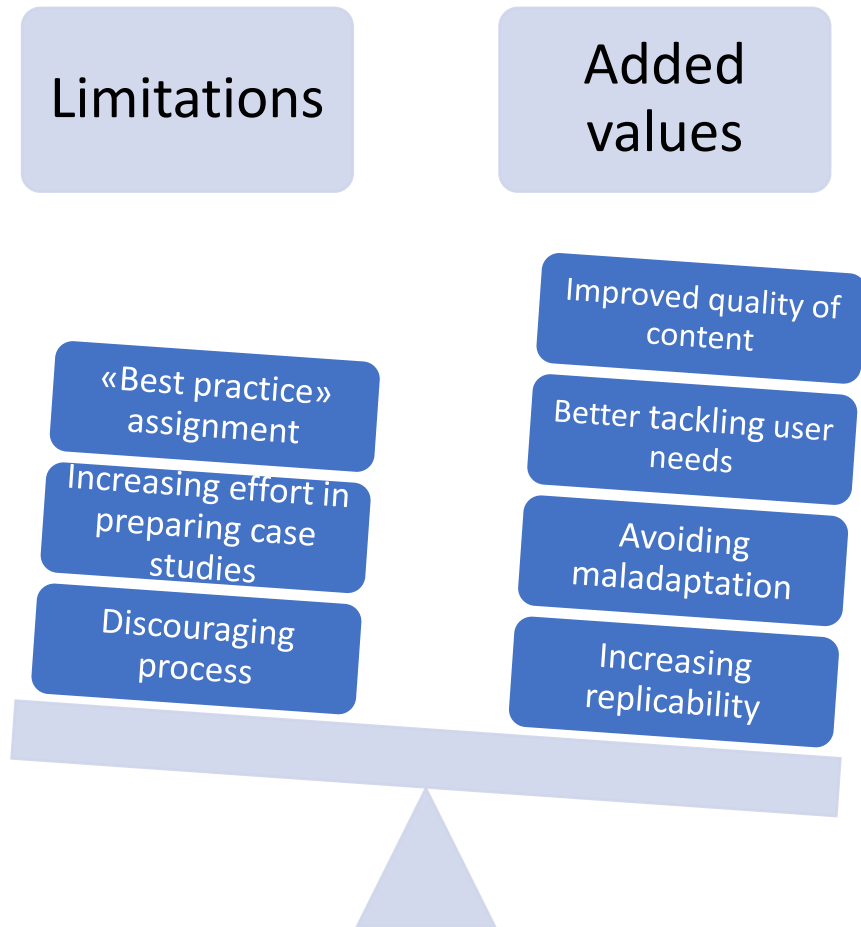 Limitations
Added
values
«Best practice»
assignment
Increasing effort in
preparing case
studies
Discouraging
process
Improved quality of
content
Better tackling user
needs
Avoiding
maladaptation
Increasing
replicability